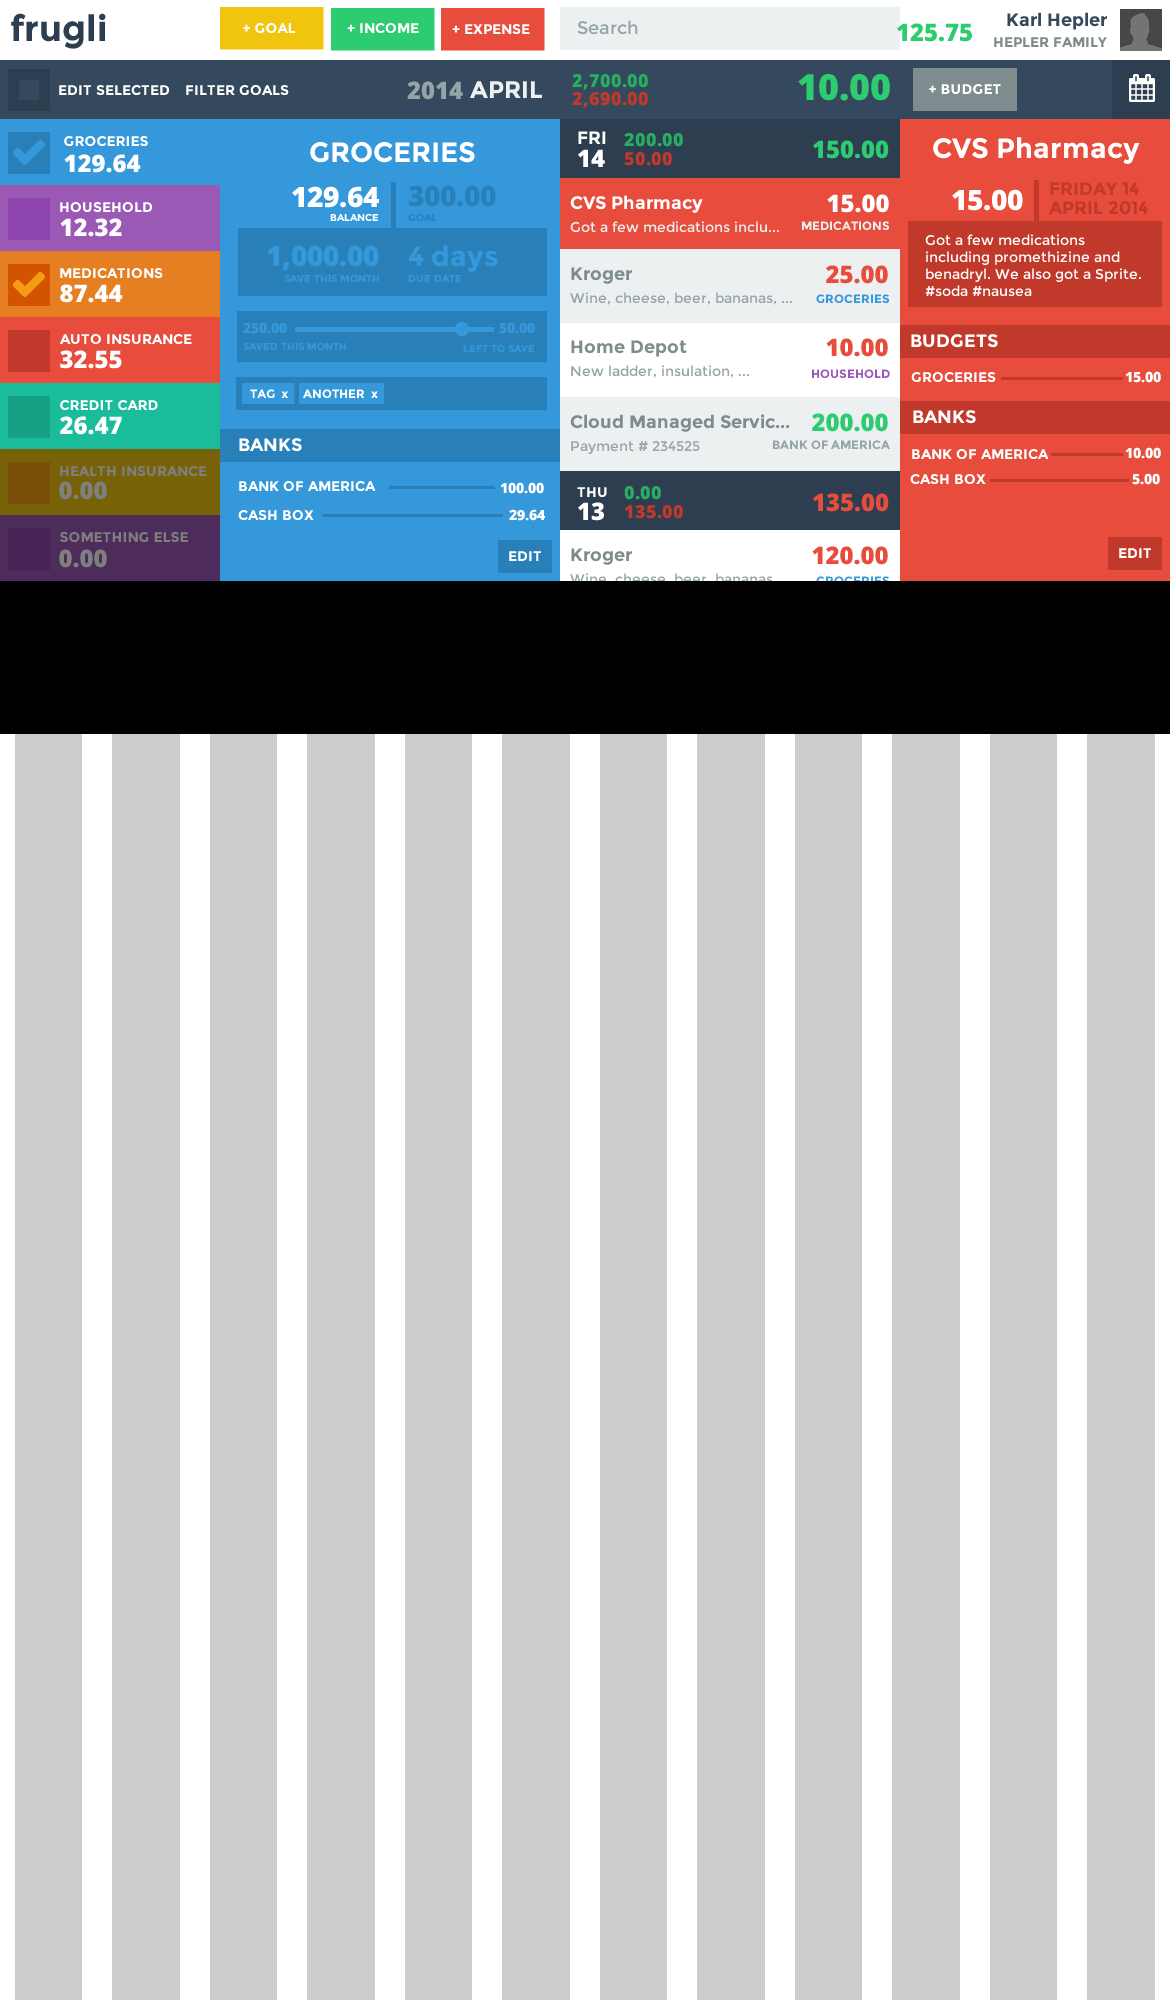 frugli
+ GOAL
+ INCOME
+ EXPENSE
Search
125.75
Karl Hepler
HEPLER FAMILY
EDIT SELECTED
FILTER GOALS
2014 APRIL
2,700.00
2,690.00
10.00
+ BUDGET
GROCERIES
129.64
HOUSEHOLD
12.32
MEDICATIONS
87.44
AUTO INSURANCE
32.55
CREDIT CARD
26.47
HEALTH INSURANCE
0.00
SOMETHING ELSE
0.00
GROCERIES
129.64
BALANCE
300.00
GOAL
1,000.00
SAVE THIS MONTH
4 days
DUE DATE
250.00
SAVED THIS MONTH
50.00
LEFT TO SAVE
TAG x
ANOTHER x
BANKS
BANK OF AMERICA 100.00
CASH BOX 29.64
EDIT
FRI
14
200.00
50.00
150.00
CVS Pharmacy 15.00
Got a few medications inclu... MEDICATIONS
Kroger 25.00
Wine, cheese, beer, bananas, ... GROCERIES
Home Depot 10.00
New ladder, insulation, ... HOUSEHOLD
Cloud Managed Servic... 200.00
Payment # 234525 BANK OF AMERICA
THU
13
0.00
135.00
135.00
Kroger 120.00
Wine, cheese, beer, bananas GROCERIES
CVS Pharmacy
15.00
FRIDAY 14
APRIL 2014
Got a few medications
including promethizine and
benadryl. We also got a Sprite.
#soda #nausea
BUDGETS
GROCERIES 15.00
BANKS
BANK OF AMERICA 10.00
CASH BOX 5.00
EDIT